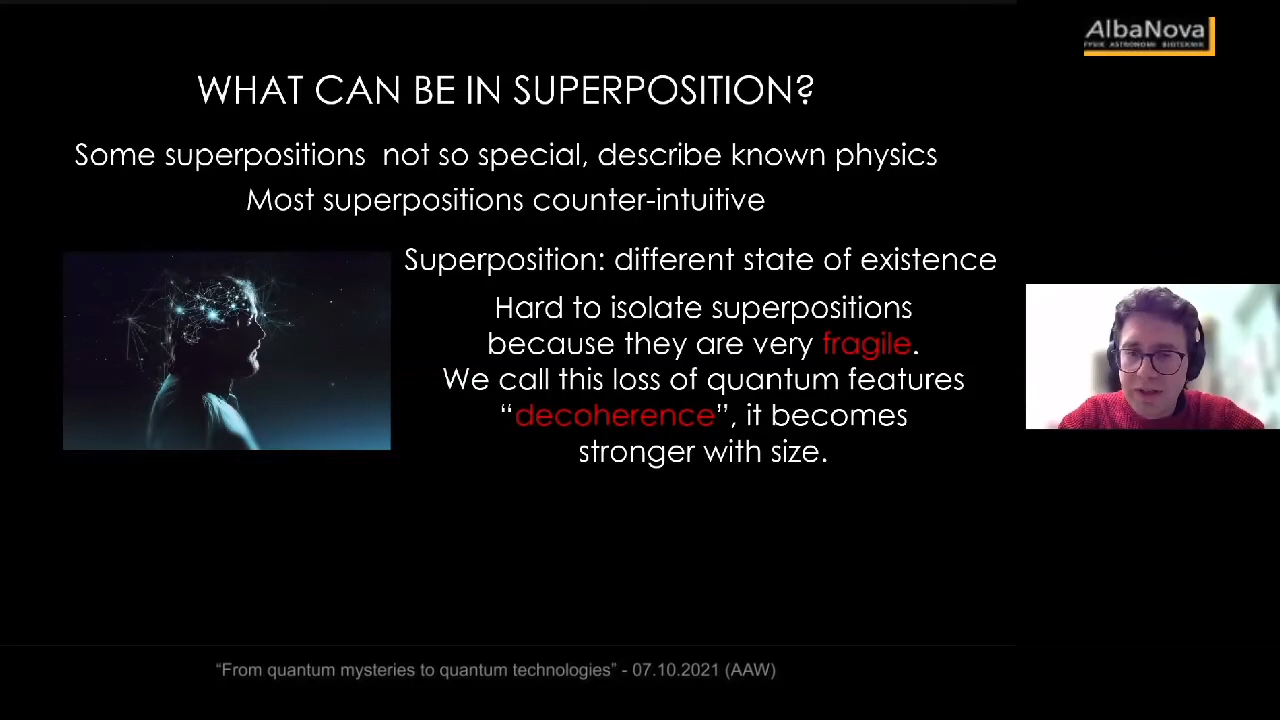 AlbaNova
FYSIK ASTRONOMI BIOTEKNIK
WHAT CAN BE IN SUPERPOSITION?
Some superpositions not so special, describe known physics
Most superpositions counter-intuitive
Superposition: different state of existence
Hard to isolate superpositions
because they are very fragile.
We call this loss of quantum features
“decoherence”, it becomes
stronger with size.
“From quantum mysteries to quantum technologies” - 07.10.2021 (AAW)